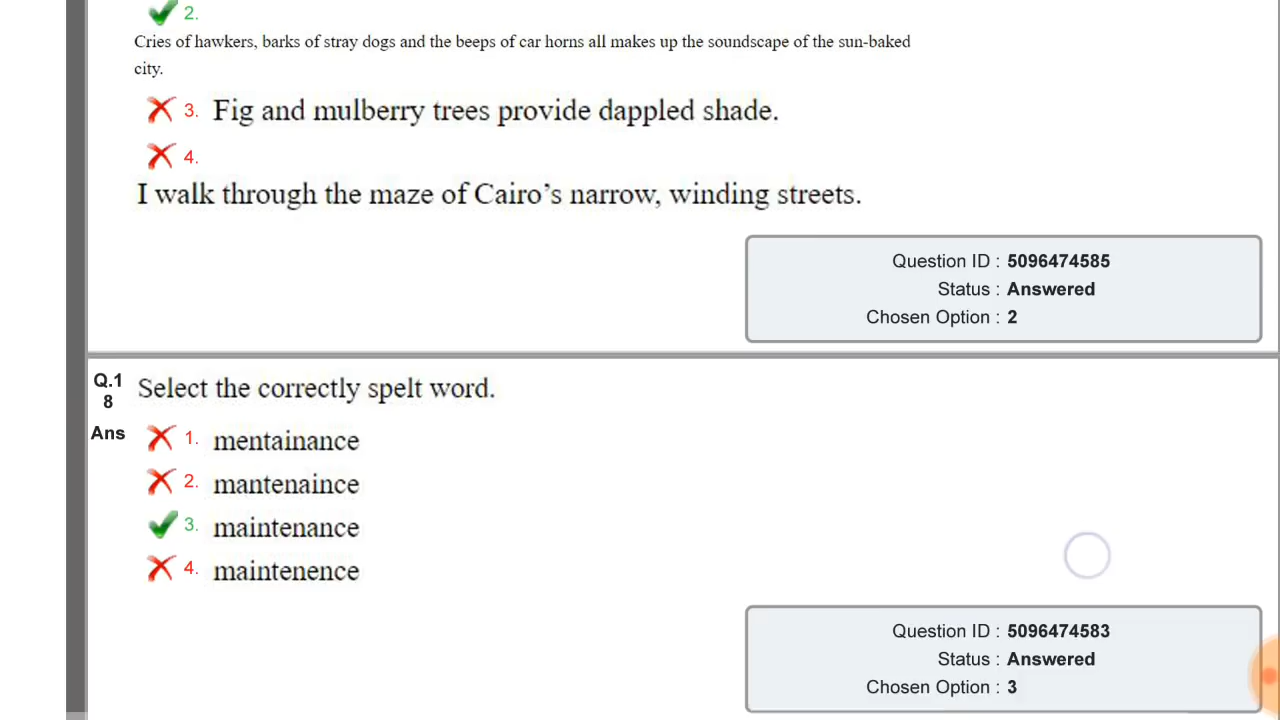 2.
Cries of hawkers, barks of stray dogs and the beeps of car horns all makes up the soundscape of the sun-baked
city.
3. Fig and mulberry trees provide dappled shade.
4.
I walk through the maze of Cairo’s narrow, winding streets.
Question ID : 5096474585
Status : Answered
Chosen Option : 2
Q.1
8
Select the correctly spelt word.
Ans
1. mentainance
2. mantenaince
3. maintenance
4. maintenence
Question ID : 5096474583
Status : Answered
Chosen Option : 3